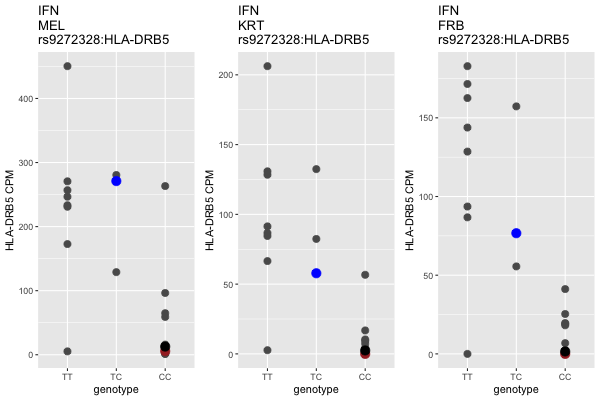 IFN
MEL
rs9272328:HLA-DRB5
HLA-DRB5 CPM
400
300
200
100
0
TT TC CC
genotype
IFN
KRT
rs9272328:HLA-DRB5
HLA-DRB5 CPM
200
150
100
50
0
TT TC CC
genotype
IFN
FRB
rs9272328:HLA-DRB5
HLA-DRB5 CPM
150
100
50
0
TT TC CC
genotype